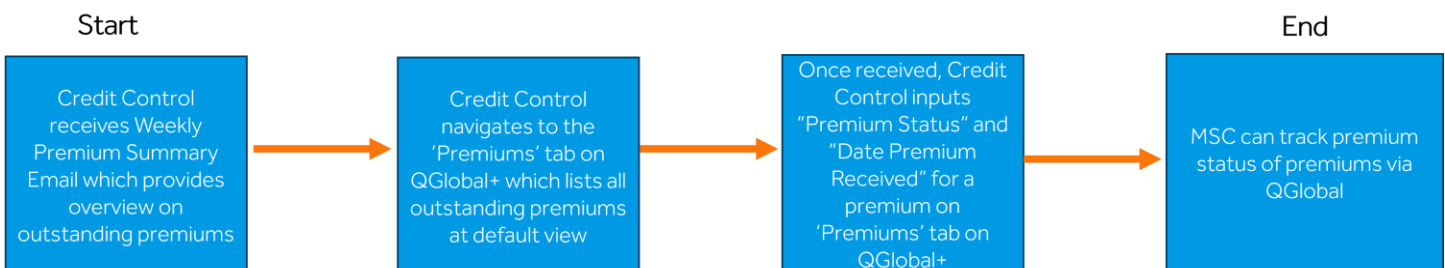 Start
End
Credit Control
receives Weekly
Premium Summary
Email which provides
overview on
outstanding premiums
Credit Control
navigates to the
‘Premiums’ tab on
QGlobal+ which lists all
outstanding premiums
at default view
Once received, Credit
Control inputs
“Premium Status” and
“Date Premium
Received” for a
premium on
‘Premiums’ tab on
QGlobal+
MSC can track premium
status of premiums via
QGlobal